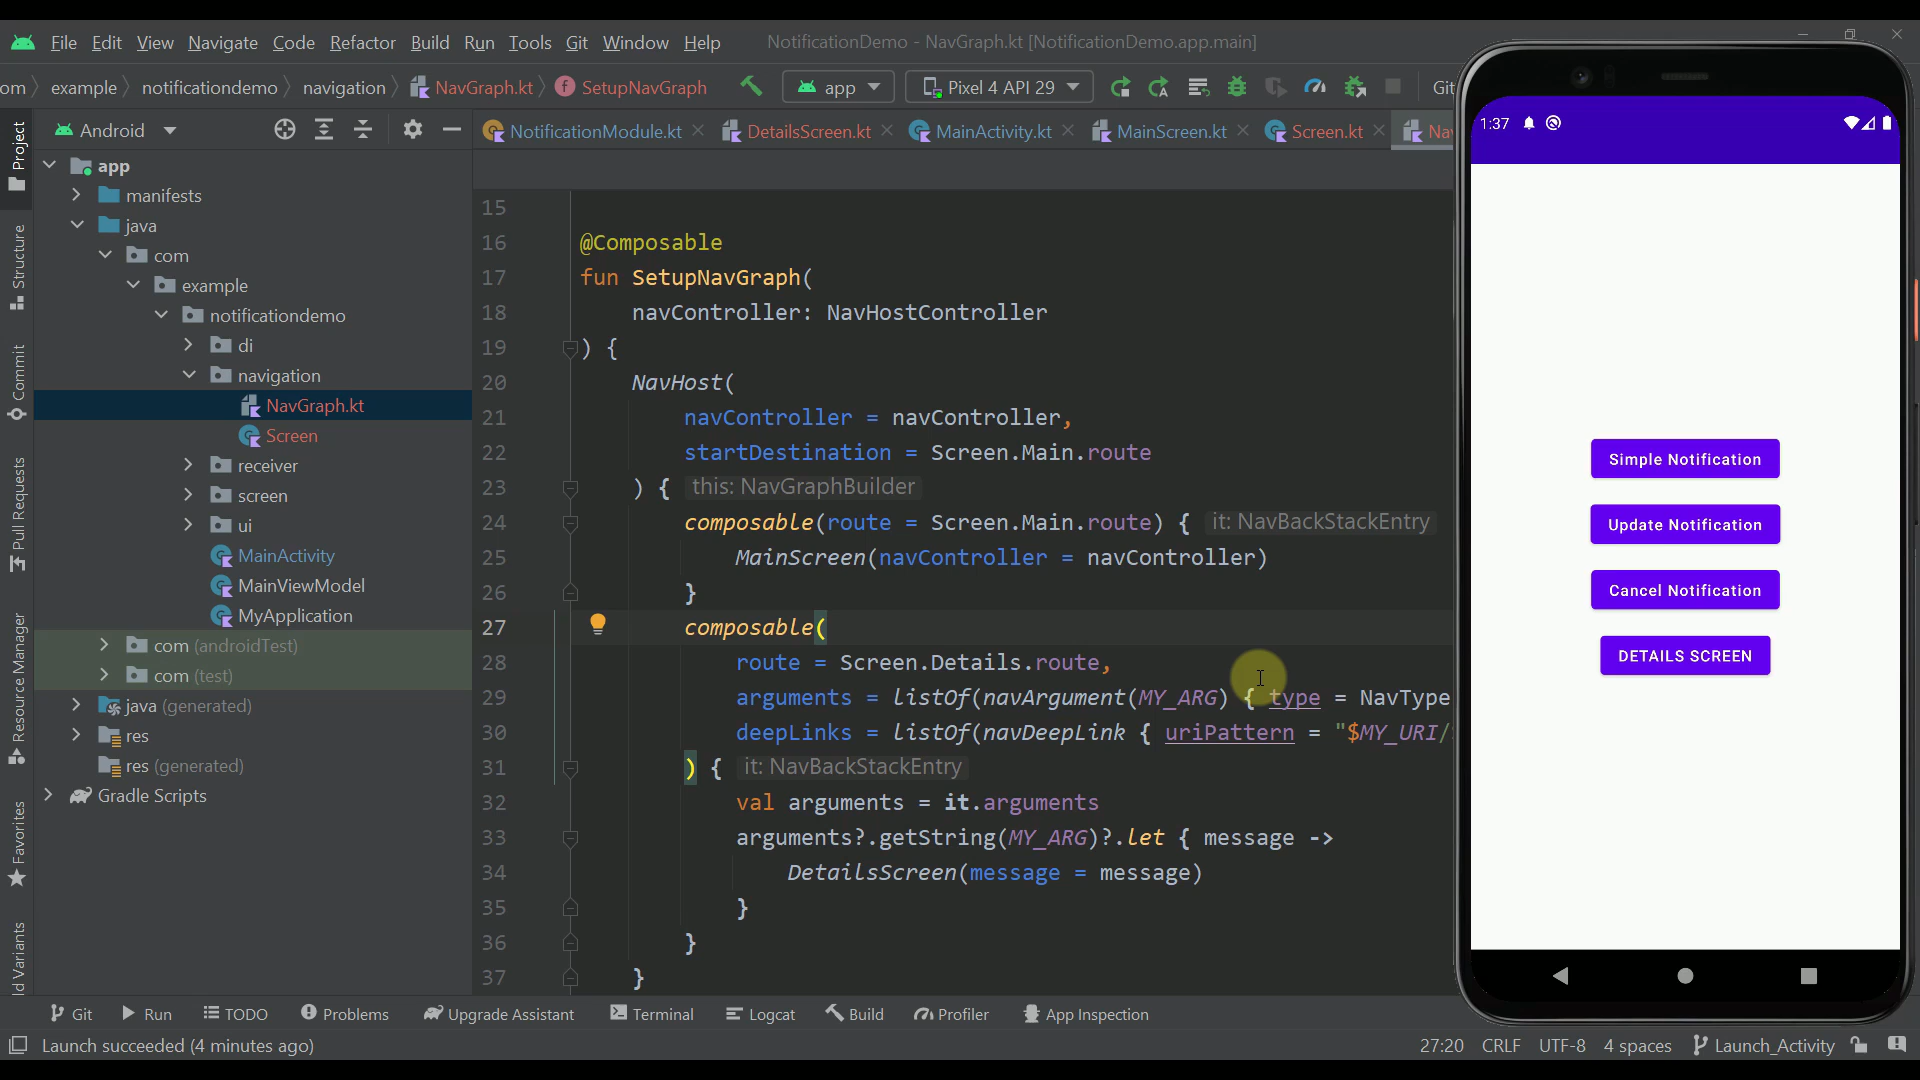 File Edit View Navigate Code Refactor Build Run Tools Git Window Help NotificationDemo - NavGraph.kt [NotificationDemo.app.main]
om example notificationdemo navigation NavGraph.kt SetupNavGraph app Pixel 4 API 29 Git
Android NotificationModule.kt DetailsScreen.kt MainActivity.kt MainScreen.kt Screen.kt Nav
Project
Structure
Commit
Pull Requests
Resource Manager
Favorites
ld Variants
app
manifests
java
com
example
notificationdemo
di
navigation
NavGraph.kt
Screen
receiver
screen
ui
MainActivity
MainViewModel
MyApplication
com (androidTest)
com (test)
java (generated)
res
res (generated)
Gradle Scripts
15
16 @Composable
17 fun SetupNavGraph(
18 navController: NavHostController
19 ) {
20 NavHost(
21 navController = navController,
22 startDestination = Screen.Main.route
23 ) { this: NavGraphBuilder
24 composable(route = Screen.Main.route) { it: NavBackStackEntry
25 MainScreen(navController = navController)
26 }
27 composable(
28 route = Screen.Details.route,
29 arguments = listOf(navArgument(MY_ARG) { type = NavType
30 deepLinks = listOf(navDeepLink { uriPattern = "$MY_URI/
31 ) { it: NavBackStackEntry
32 val arguments = it.arguments
33 arguments?.getString(MY_ARG)?.let { message ->
34 DetailsScreen(message = message)
35 }
36 }
37 }
1:37
Simple Notification
Update Notification
Cancel Notification
DETAILS SCREEN
Git Run TODO Problems Upgrade Assistant Terminal Logcat Build Profiler App Inspection
Launch succeeded (4 minutes ago) 27:20 CRLF UTF-8 4 spaces Launch_Activity